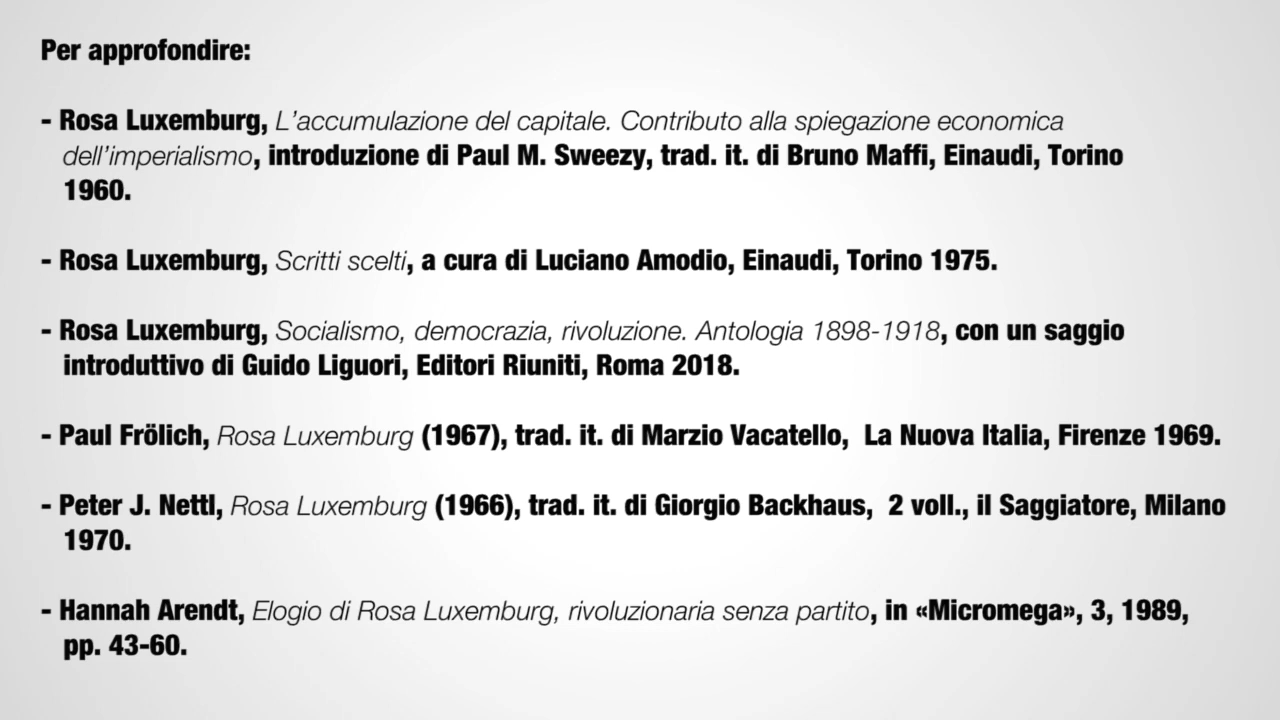 Per approfondire:
- Rosa Luxemburg, L'accumulazione del capitale. Contributo alla spiegazione economica
dell'imperialismo, introduzione di Paul M. Sweezy, trad. it. di Bruno Maffi, Einaudi, Torino
1960.
- Rosa Luxemburg, Scritti scelti, a cura di Luciano Amodio, Einaudi, Torino 1975.
- Rosa Luxemburg, Socialismo, democrazia, rivoluzione. Antologia 1898-1918, con un saggio
introduttivo di Guido Liguori, Editori Riuniti, Roma 2018.
- Paul Frölich, Rosa Luxemburg (1967), trad. it. di Marzio Vacatello,  La Nuova Italia, Firenze 1969.
- Peter J. Nettl, Rosa Luxemburg (1966), trad. it. di Giorgio Backhaus,  2 voll., il Saggiatore, Milano
1970.
- Hannah Arendt, Elogio di Rosa Luxemburg, rivoluzionaria senza partito, in «Micromega», 3, 1989,
pp. 43-60.